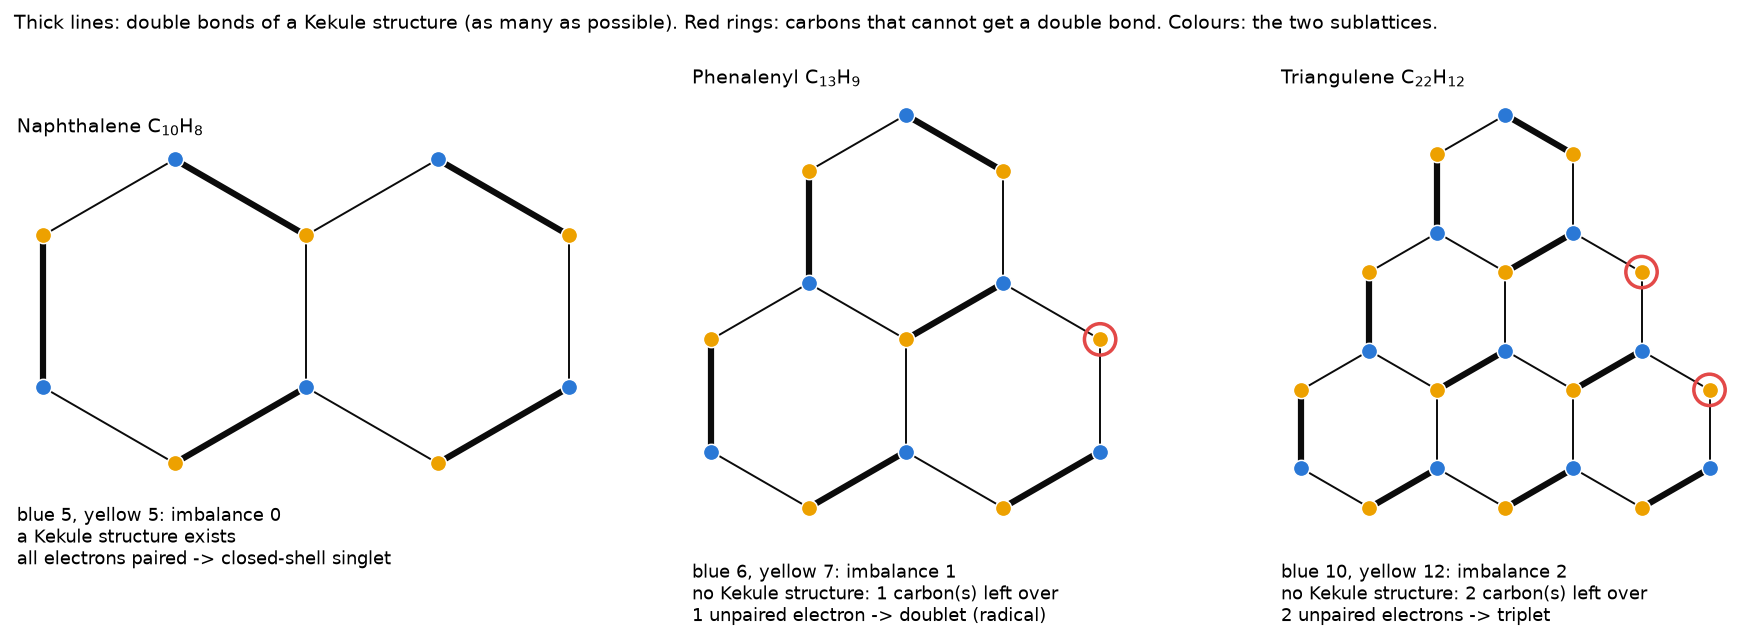 Thick lines: double bonds of a Kekule structure (as many as possible). Red rings: carbons that cannot get a double bond. Colours: the two sublattices.
Naphthalene C₁₀H₈
blue 5, yellow 5: imbalance 0
a Kekule structure exists
all electrons paired -> closed-shell singlet
Phenalenyl C₁₃H₉
blue 6, yellow 7: imbalance 1
no Kekule structure: 1 carbon(s) left over
1 unpaired electron -> doublet (radical)
Triangulene C₂₂H₁₂
blue 10, yellow 12: imbalance 2
no Kekule structure: 2 carbon(s) left over
2 unpaired electrons -> triplet